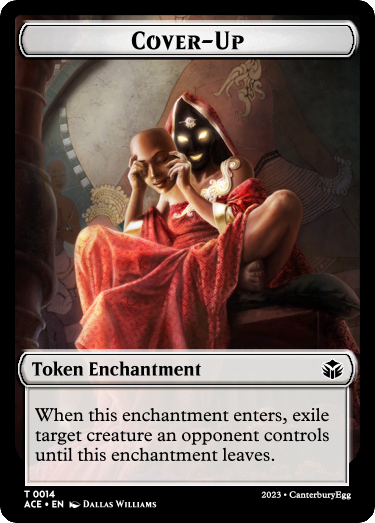 Cover-Up
Token Enchantment
When this enchantment enters, exile
target creature an opponent controls
until this enchantment leaves.
T 0014
2023 • CanterburyEgg
ACE • EN Dallas Williams